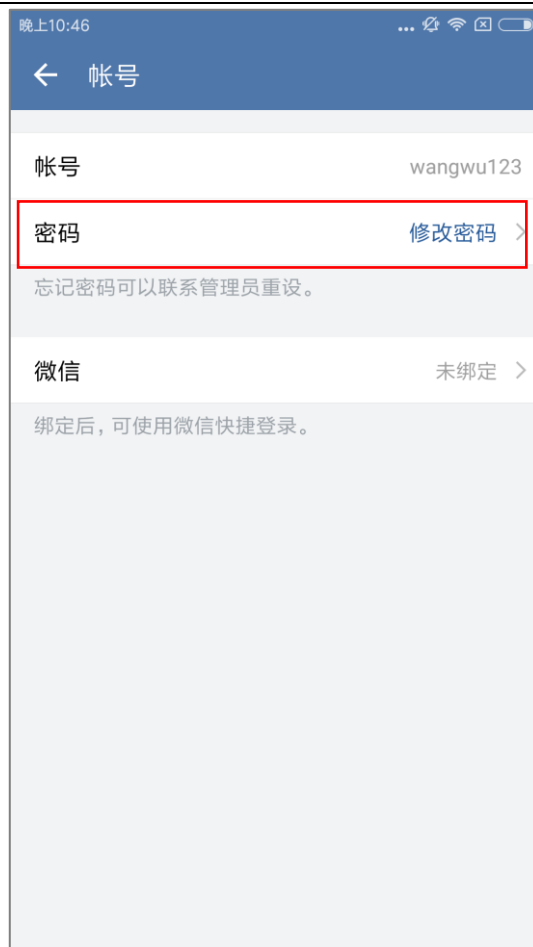 晚上10:46
帐号
帐号 wangwu123
密码 修改密码
忘记密码可以联系管理员重设。
微信 未绑定
绑定后，可使用微信快捷登录。